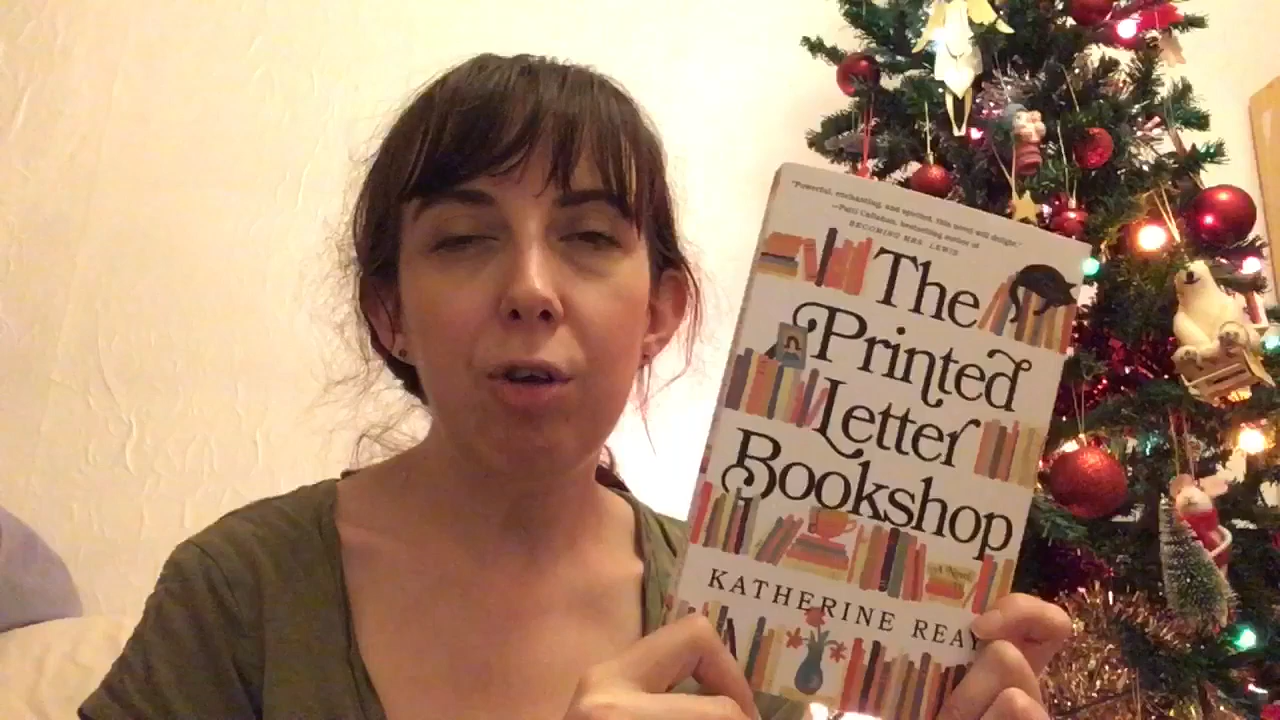 "Powerful, enchanting, and spirited, this novel will delight."
—Patti Callahan, bestselling author of
BECOMING MRS. LEWIS
The
Printed
Letter
Bookshop
A Novel
KATHERINE REAY